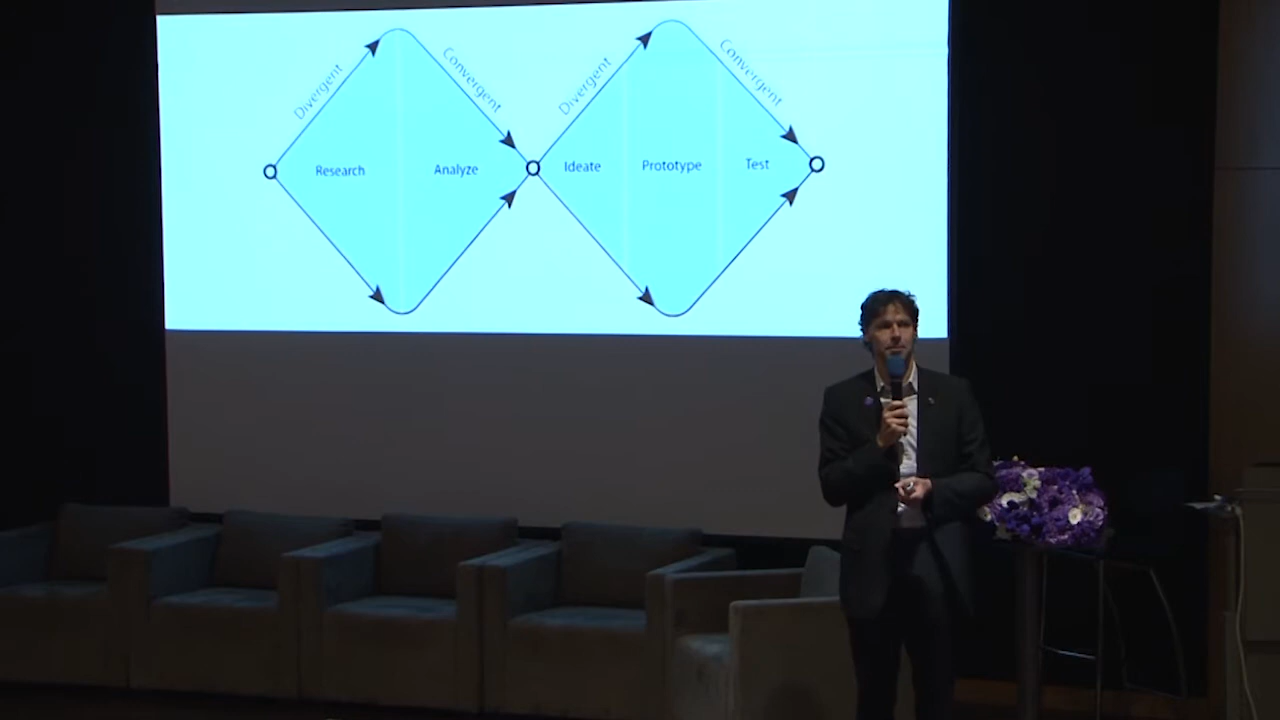 Divergent
Convergent
Divergent
Convergent
Research
Analyze
Ideate
Prototype
Test